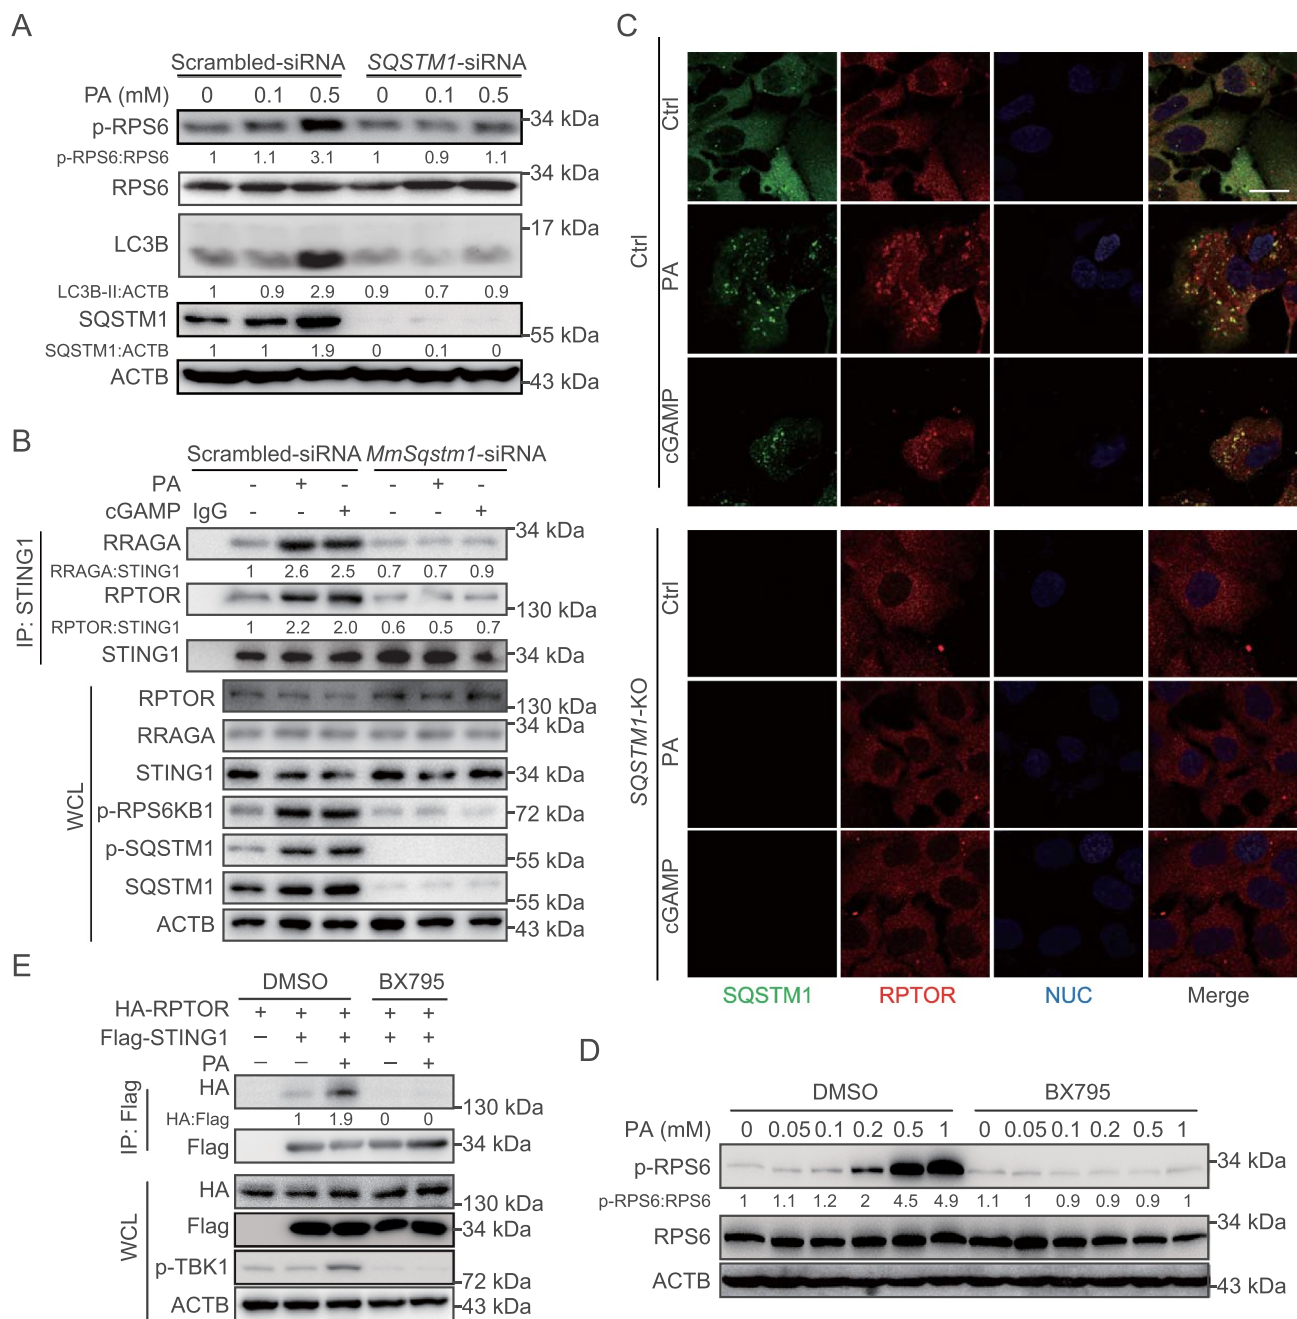 A
Scrambled-siRNA SQSTM1-siRNA
PA (mM) 0 0.1 0.5 0 0.1 0.5
p-RPS6 34 kDa
p-RPS6:RPS6 1 1.1 3.1 1 0.9 1.1
RPS6 34 kDa
LC3B 17 kDa
LC3B-II:ACTB 1 0.9 2.9 0.9 0.7 0.9
SQSTM1 55 kDa
SQSTM1:ACTB 1 1 1.9 0 0.1 0
ACTB 43 kDa
B
Scrambled-siRNA MmSqstm1-siRNA
PA - + - - + -
cGAMP IgG - - + - - +
IP: STING1
RRAGA 34 kDa
RRAGA:STING1 1 2.6 2.5 0.7 0.7 0.9
RPTOR 130 kDa
RPTOR:STING1 1 2.2 2.0 0.6 0.5 0.7
STING1 34 kDa
WCL
RPTOR 130 kDa
RRAGA 34 kDa
STING1 34 kDa
p-RPS6KB1 72 kDa
p-SQSTM1 55 kDa
SQSTM1 55 kDa
ACTB 43 kDa
C
Ctrl
Ctrl
PA
cGAMP
SQSTM1-KO
Ctrl
PA
cGAMP
SQSTM1 RPTOR NUC Merge
E
DMSO BX795
HA-RPTOR + + + + +
Flag-STING1 − + + + +
PA − − + − +
IP: Flag
HA 130 kDa
HA:Flag 1 1.9 0 0
Flag 34 kDa
WCL
HA 130 kDa
Flag 34 kDa
p-TBK1 72 kDa
ACTB 43 kDa
D
DMSO BX795
PA (mM) 0 0.05 0.1 0.2 0.5 1 0 0.05 0.1 0.2 0.5 1
p-RPS6 34 kDa
p-RPS6:RPS6 1 1.1 1.2 2 4.5 4.9 1.1 1 0.9 0.9 0.9 1
RPS6 34 kDa
ACTB 43 kDa